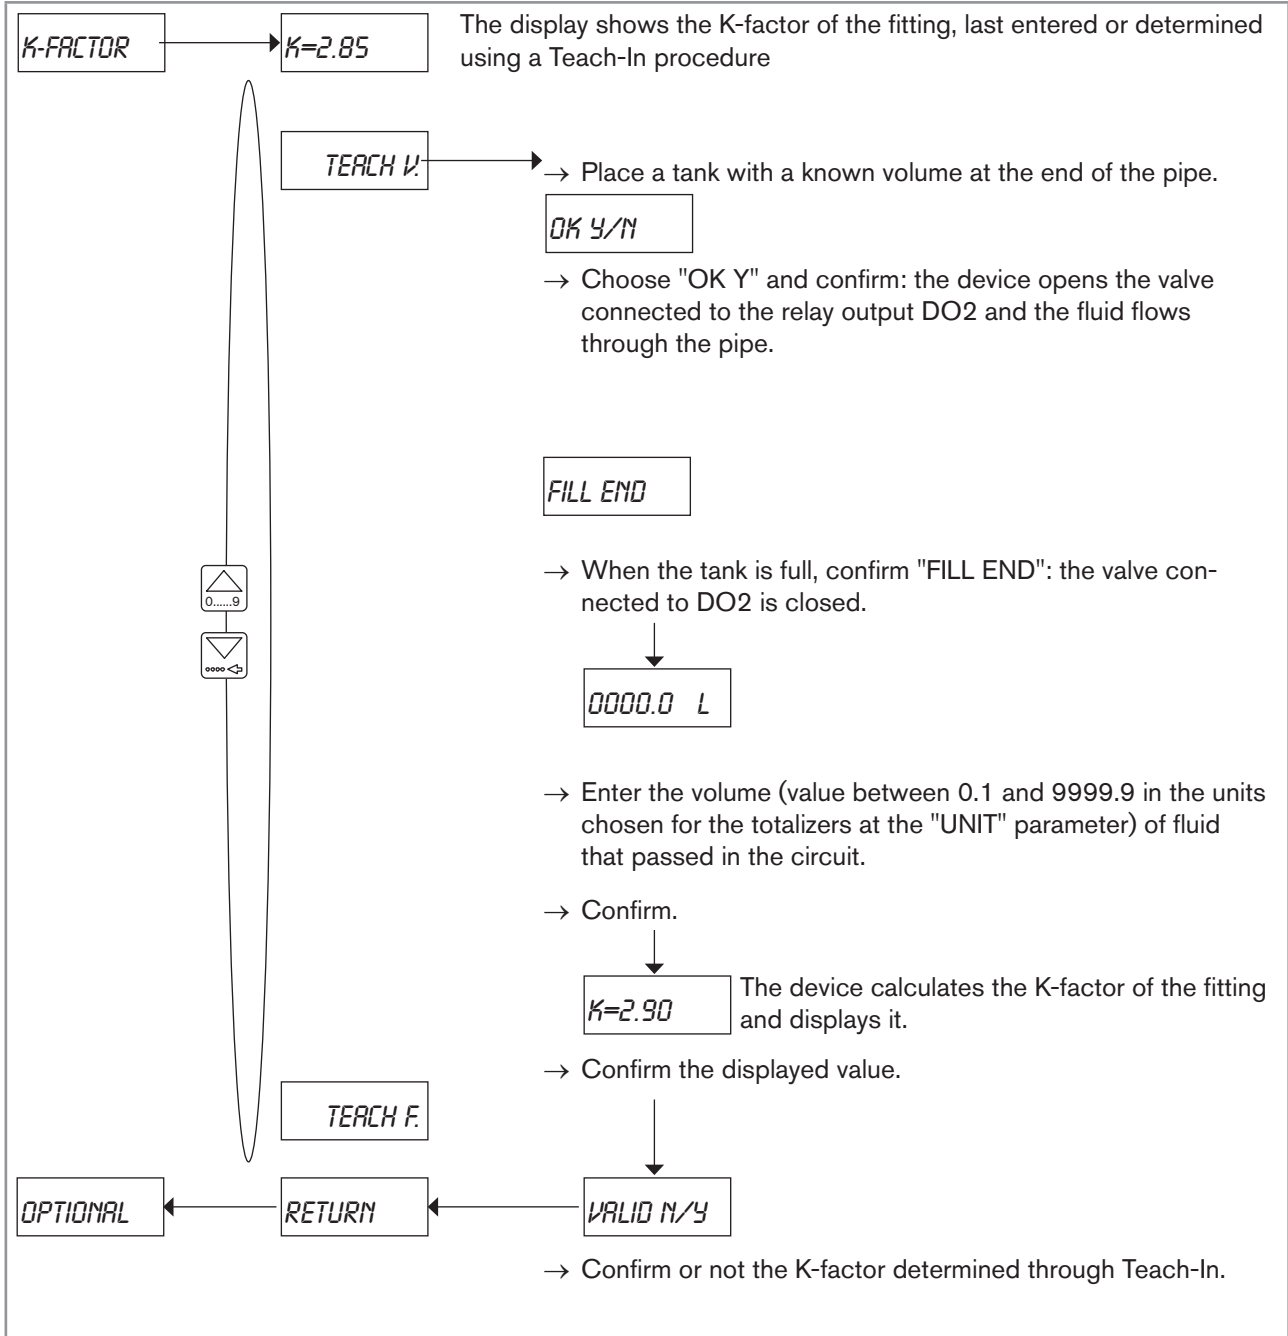 K-FACTOR
K=2.85
The display shows the K-factor of the fitting, last entered or determined
using a Teach-In procedure
TEACH V.
→ Place a tank with a known volume at the end of the pipe.
OK Y/N
→ Choose "OK Y" and confirm: the device opens the valve
connected to the relay output DO2 and the fluid flows
through the pipe.
FILL END
→ When the tank is full, confirm "FILL END": the valve con-
nected to DO2 is closed.
0......9
0000.0 L
→ Enter the volume (value between 0.1 and 9999.9 in the units
chosen for the totalizers at the "UNIT" parameter) of fluid
that passed in the circuit.
→ Confirm.
K=2.90
The device calculates the K-factor of the fitting
and displays it.
→ Confirm the displayed value.
TEACH F.
OPTIONAL
RETURN
VALID N/Y
→ Confirm or not the K-factor determined through Teach-In.